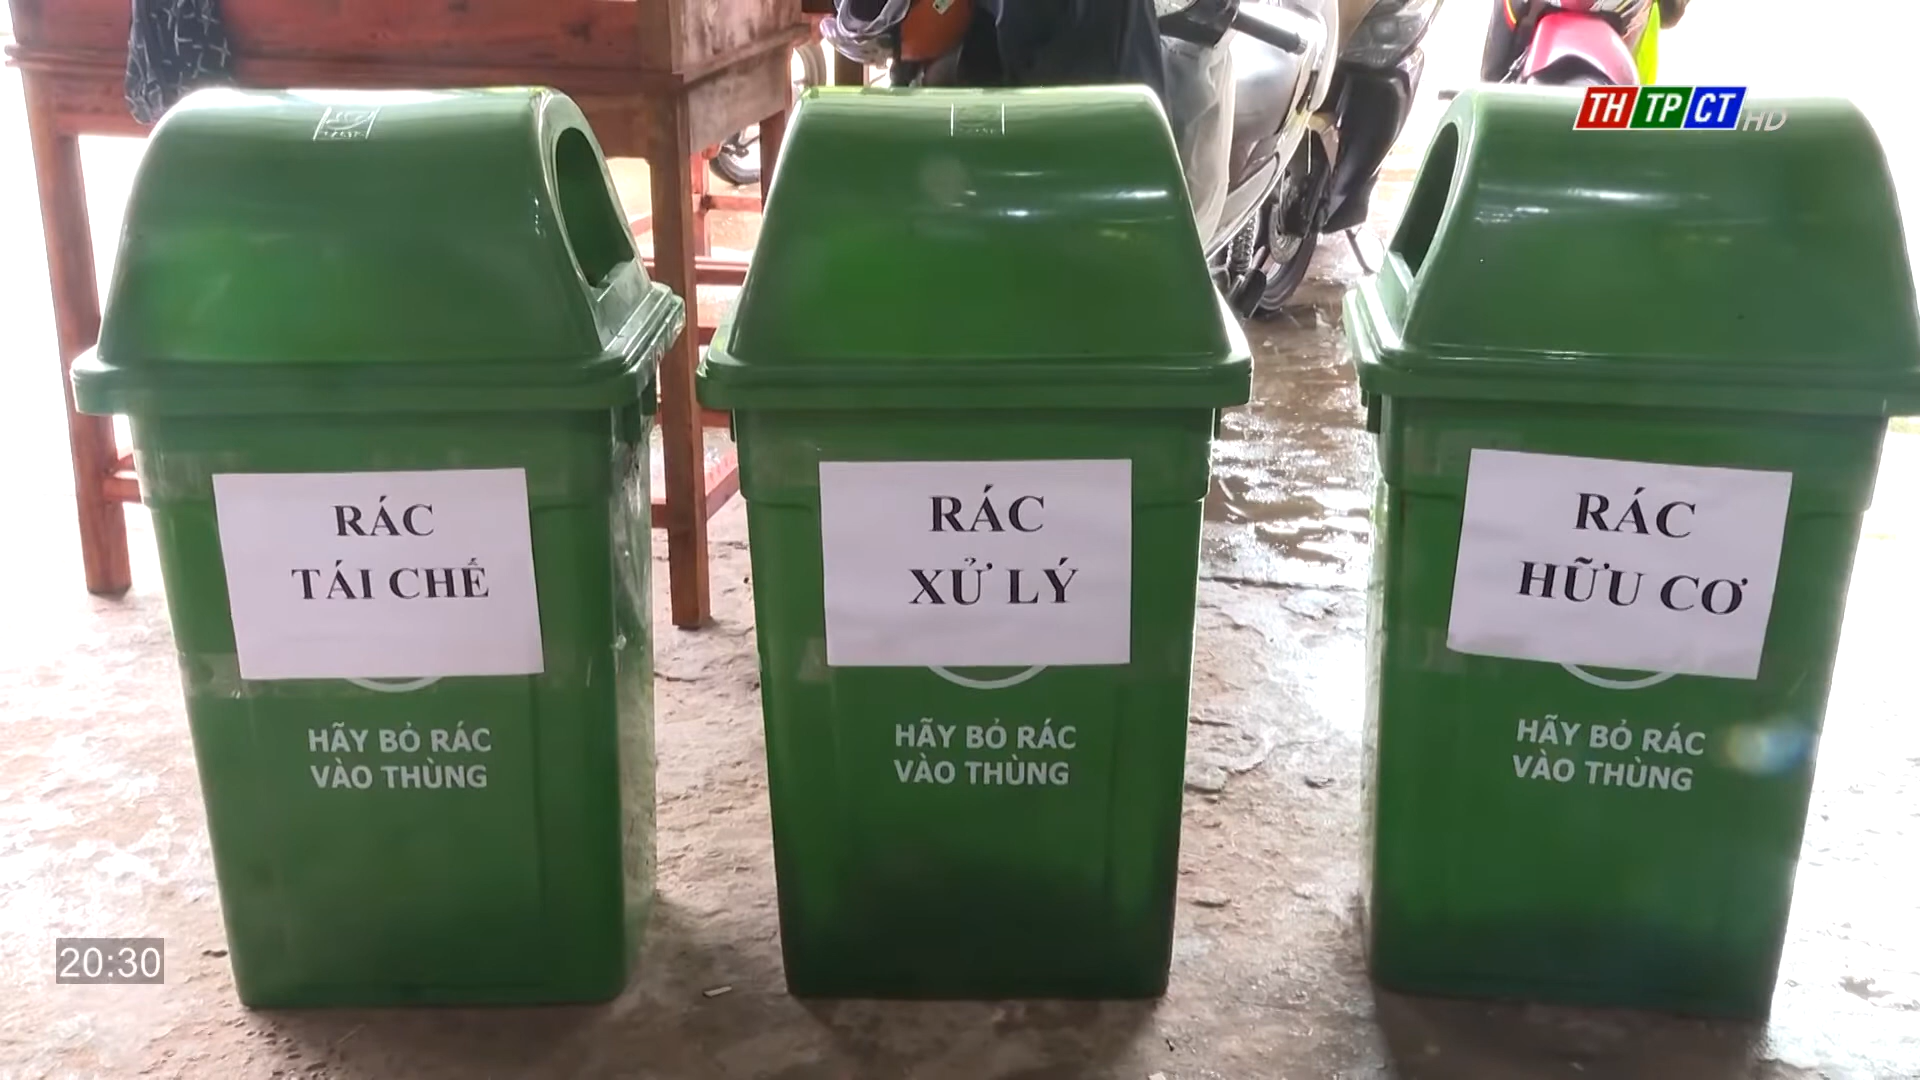 THTPCT HD
RÁC
TÁI CHẾ
HÃY BỎ RÁC
VÀO THÙNG
RÁC
XỬ LÝ
HÃY BỎ RÁC
VÀO THÙNG
RÁC
HỮU CƠ
HÃY BỎ RÁC
VÀO THÙNG
20:30